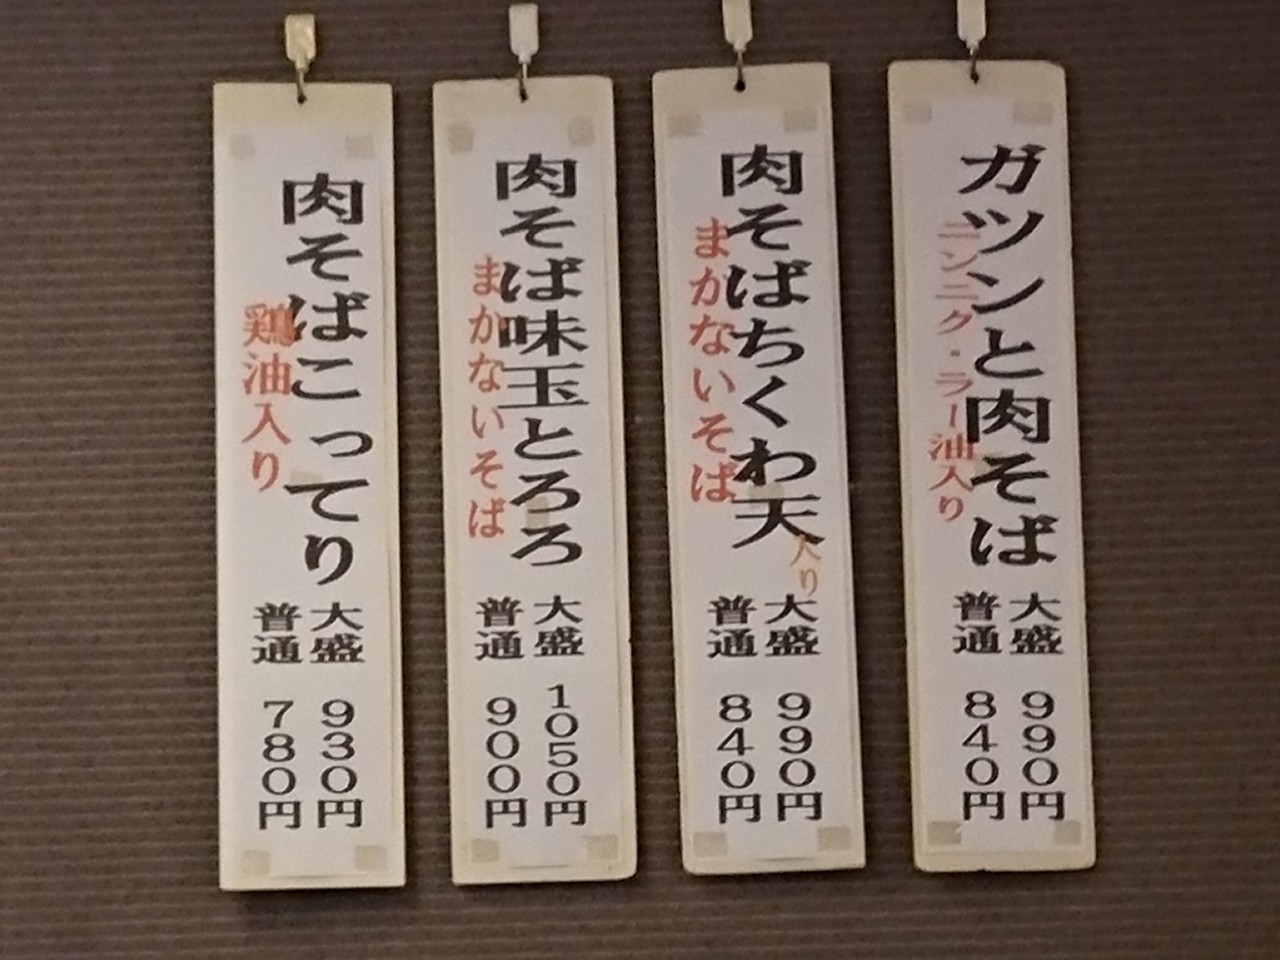 ガツンと肉そば
ニンニク・ラー油入り
大盛 990円
普通 840円
肉そばちくわ天入り
まかないそば
大盛 990円
普通 840円
肉そば味玉とろろ
まかないそば
大盛 1050円
普通 900円
肉そばこってり
鶏油入り
大盛 930円
普通 780円